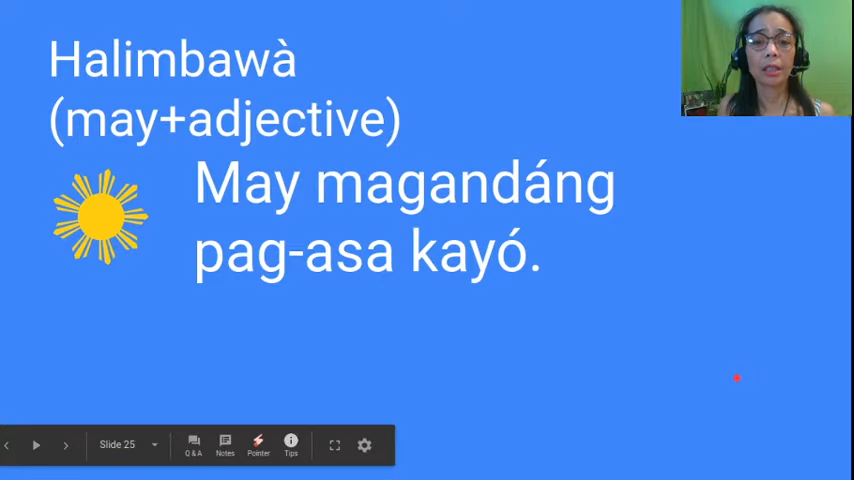 Halimbawà
(may+adjective)
May magandáng
pag-asa kayó.
Slide 25
Q & A
Notes
Pointer
Tips